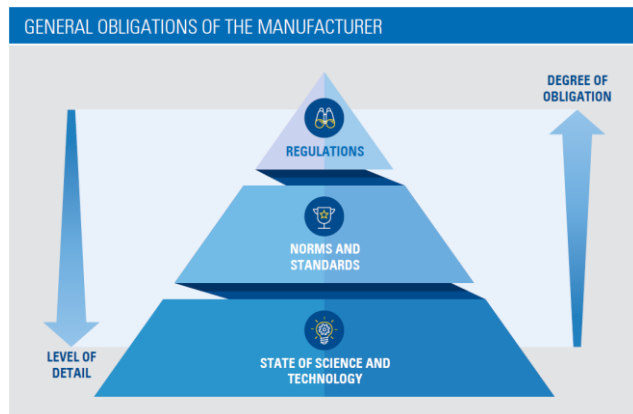 GENERAL OBLIGATIONS OF THE MANUFACTURER
DEGREE OF
OBLIGATION
REGULATIONS
NORMS AND
STANDARDS
LEVEL OF
DETAIL
STATE OF SCIENCE AND
TECHNOLOGY